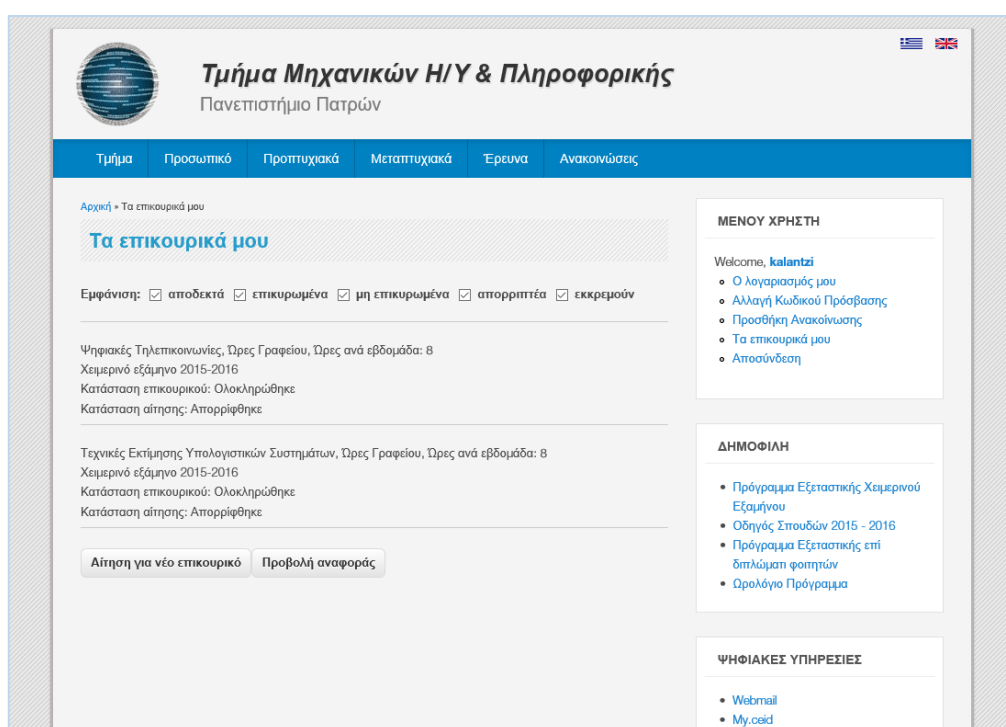 Τμήμα Μηχανικών Η/Υ & Πληροφορικής
Πανεπιστήμιο Πατρών
Τμήμα Προσωπικό Προπτυχιακά Μεταπτυχιακά Έρευνα Ανακοινώσεις
Αρχική » Τα επικουρικά μου
Τα επικουρικά μου
Εμφάνιση: αποδεκτά επικυρωμένα μη επικυρωμένα απορριπτέα εκκρεμούν
Ψηφιακές Τηλεπικοινωνίες, Ώρες Γραφείου, Ώρες ανά εβδομάδα: 8
Χειμερινό εξάμηνο 2015-2016
Κατάσταση επικουρικού: Ολοκληρώθηκε
Κατάσταση αίτησης: Απορρίφθηκε
Τεχνικές Εκτίμησης Υπολογιστικών Συστημάτων, Ώρες Γραφείου, Ώρες ανά εβδομάδα: 8
Χειμερινό εξάμηνο 2015-2016
Κατάσταση επικουρικού: Ολοκληρώθηκε
Κατάσταση αίτησης: Απορρίφθηκε
Αίτηση για νέο επικουρικό Προβολή αναφοράς
ΜΕΝΟΥ ΧΡΗΣΤΗ
Welcome, kalantzi
Ο λογαριασμός μου
Αλλαγή Κωδικού Πρόσβασης
Προσθήκη Ανακοίνωσης
Τα επικουρικά μου
Αποσύνδεση
ΔΗΜΟΦΙΛΗ
Πρόγραμμα Εξεταστικής Χειμερινού
Εξαμήνου
Οδηγός Σπουδών 2015 - 2016
Πρόγραμμα Εξεταστικής επί
διπλώματι φοιτητών
Ωρολόγιο Πρόγραμμα
ΨΗΦΙΑΚΕΣ ΥΠΗΡΕΣΙΕΣ
Webmail
My.ceid